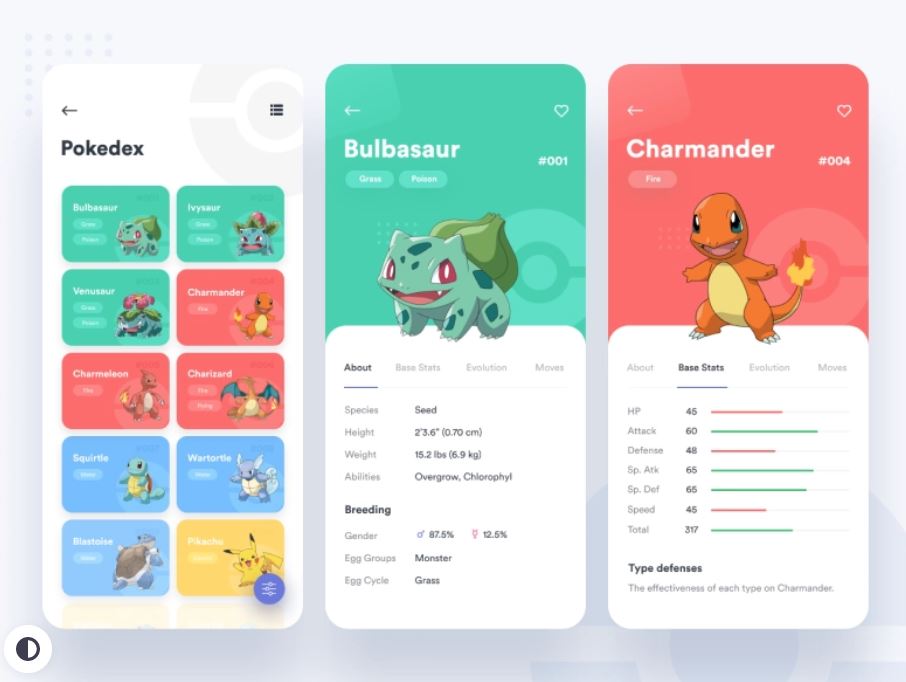 Pokedex
Bulbasaur
Grass
Poison
Ivysaur
Grass
Poison
Venusaur
Grass
Poison
Charmander
Fire
Charmeleon
Fire
Charizard
Fire
Flying
Squirtle
Water
Wartortle
Water
Blastoise
Water
Pikachu
Bulbasaur
#001
Grass Poison
About Base Stats Evolution Moves
Species Seed
Height 2'3.6" (0.70 cm)
Weight 15.2 lbs (6.9 kg)
Abilities Overgrow, Chlorophyl
Breeding
Gender ♂ 87.5% ☿ 12.5%
Egg Groups Monster
Egg Cycle Grass
Charmander
#004
Fire
About Base Stats Evolution Moves
HP 45
Attack 60
Defense 48
Sp. Atk 65
Sp. Def 65
Speed 45
Total 317
Type defenses
The effectiveness of each type on Charmander.